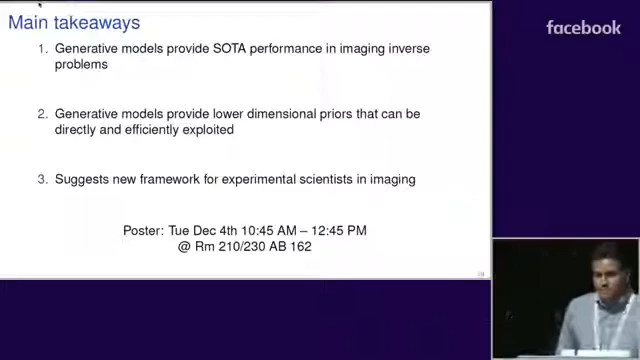 Main takeaways
facebook
1. Generative models provide SOTA performance in imaging inverse
problems
2. Generative models provide lower dimensional priors that can be
directly and efficiently exploited
3. Suggests new framework for experimental scientists in imaging
Poster: Tue Dec 4th 10:45 AM – 12:45 PM
@ Rm 210/230 AB 162